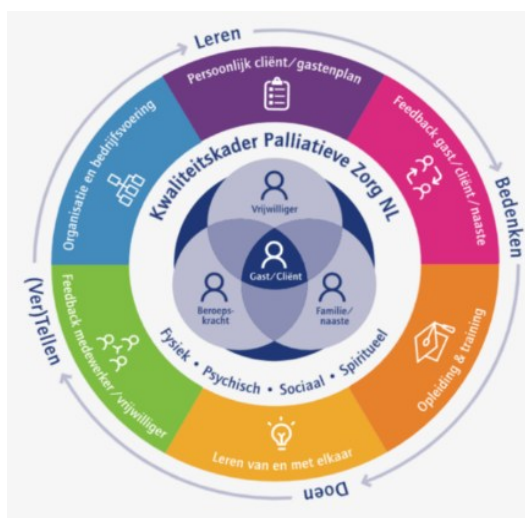 Leren
Persoonlijk cliënt/gastenplan
Feedback gast/cliënt/naaste
Bedenken
Opleiding & training
Leren van en met elkaar
Doen
Feedback medewerker/vrijwilliger
(Ver)Tellen
Organisatie en bedrijfsvoering
Kwaliteitskader Palliatieve Zorg NL
Vrijwilliger
Gast/Cliënt
Beroeps-
kracht
Familie/
naaste
Fysiek • Psychisch • Sociaal • Spiritueel